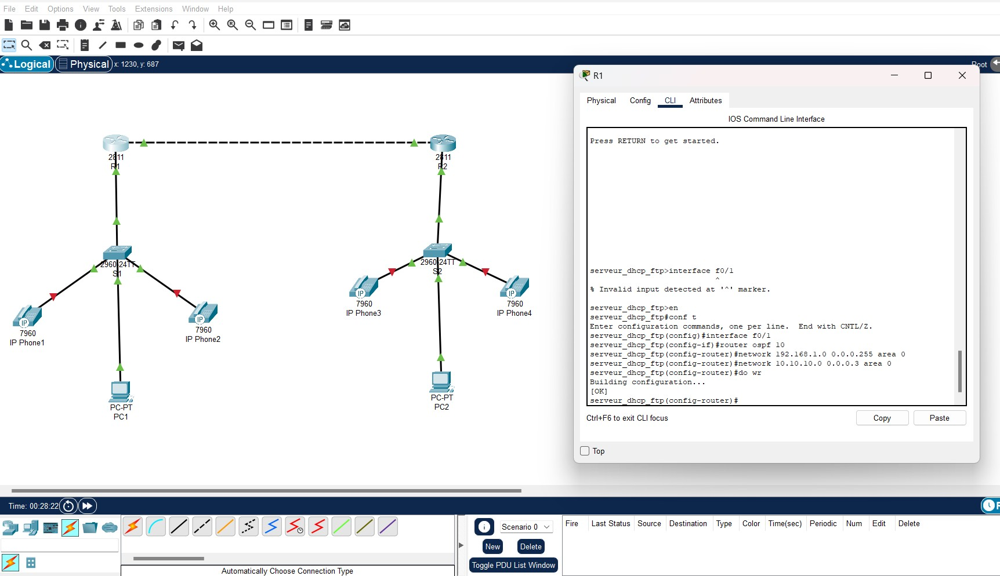 File Edit Options View Tools Extensions Window Help
Logical Physical x: 1230, y: 687
Root
R1
Physical Config CLI Attributes
IOS Command Line Interface
Press RETURN to get started.
serveur_dhcp_ftp>interface f0/1
^
% Invalid input detected at '^' marker.
serveur_dhcp_ftp>en
serveur_dhcp_ftp#conf t
Enter configuration commands, one per line. End with CNTL/Z.
serveur_dhcp_ftp(config)#interface f0/1
serveur_dhcp_ftp(config-if)#router ospf 10
serveur_dhcp_ftp(config-router)#network 192.168.1.0 0.0.0.255 area 0
serveur_dhcp_ftp(config-router)#network 10.10.10.0 0.0.0.3 area 0
serveur_dhcp_ftp(config-router)#do wr
Building configuration...
[OK]
serveur_dhcp_ftp(config-router)#
Ctrl+F6 to exit CLI focus
Copy Paste
Top
2811
R1
2811
R2
2960-24TT
S1
2960-24TT
S2
IP
7960
IP Phone1
IP
7960
IP Phone2
IP
7960
IP Phone3
IP
7960
IP Phone4
PC-PT
PC1
PC-PT
PC2
Time: 00:28:22
Scenario 0
New Delete
Toggle PDU List Window
Fire Last Status Source Destination Type Color Time(sec) Periodic Num Edit Delete
Automatically Choose Connection Type